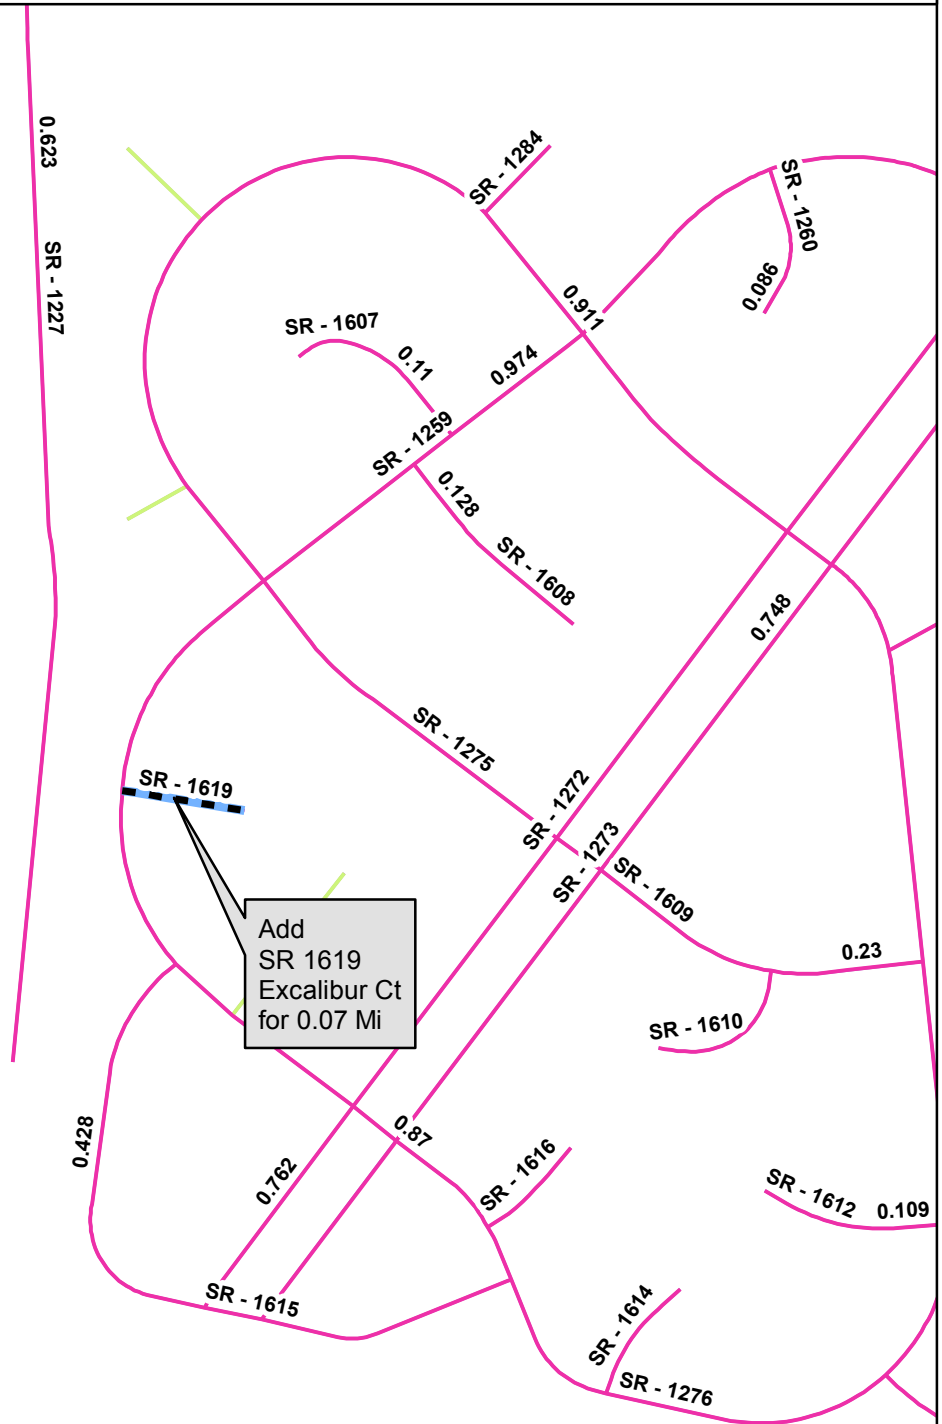 0.623
SR - 1227
SR - 1284
SR - 1260
0.086
0.911
SR - 1607
0.11
0.974
SR - 1259
0.128
SR - 1608
0.748
SR - 1275
SR - 1619
SR - 1272
SR - 1273
SR - 1609
Add
SR 1619
Excalibur Ct
for 0.07 Mi
0.23
SR - 1610
0.428
0.87
0.762
SR - 1616
SR - 1612
0.109
SR - 1615
SR - 1614
SR - 1276